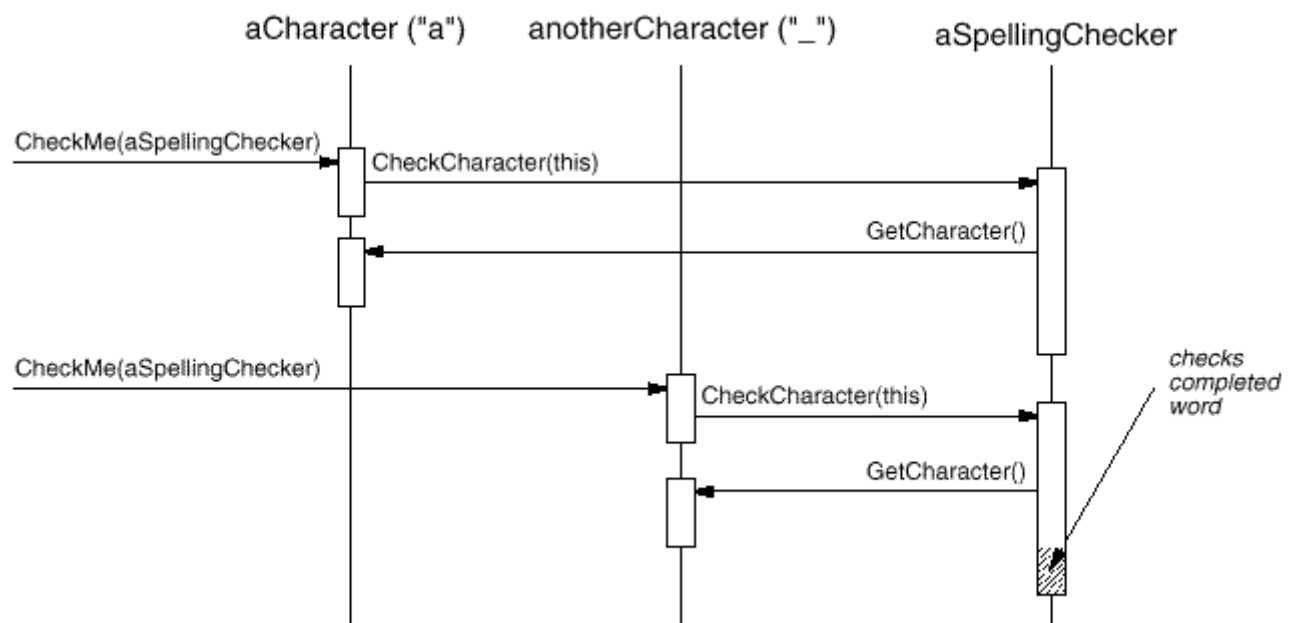 aCharacter ("a") anotherCharacter ("_") aSpellingChecker
CheckMe(aSpellingChecker)
CheckCharacter(this)
GetCharacter()
CheckMe(aSpellingChecker)
checks
completed
word
CheckCharacter(this)
GetCharacter()